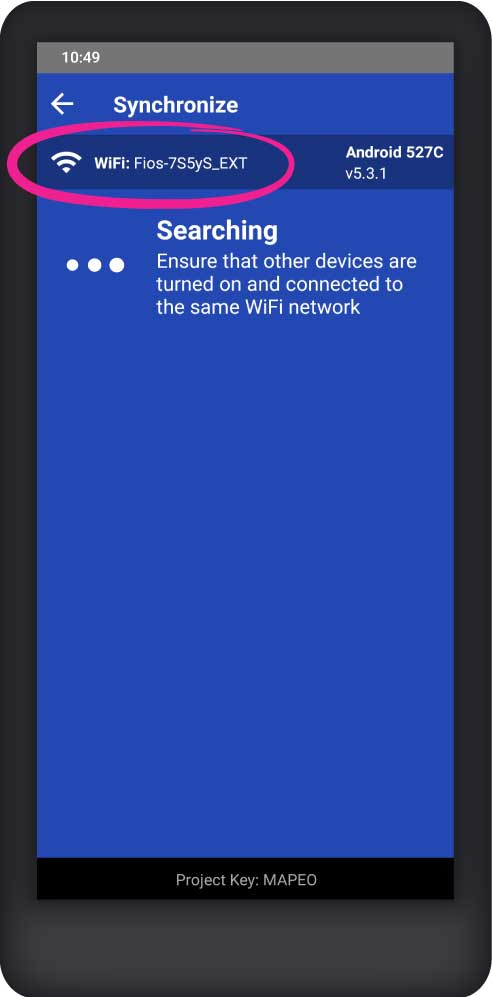 10:49
Synchronize
WiFi: Fios-7S5yS_EXT
Android 527C
v5.3.1
Searching
Ensure that other devices are
turned on and connected to
the same WiFi network
Project Key: MAPEO